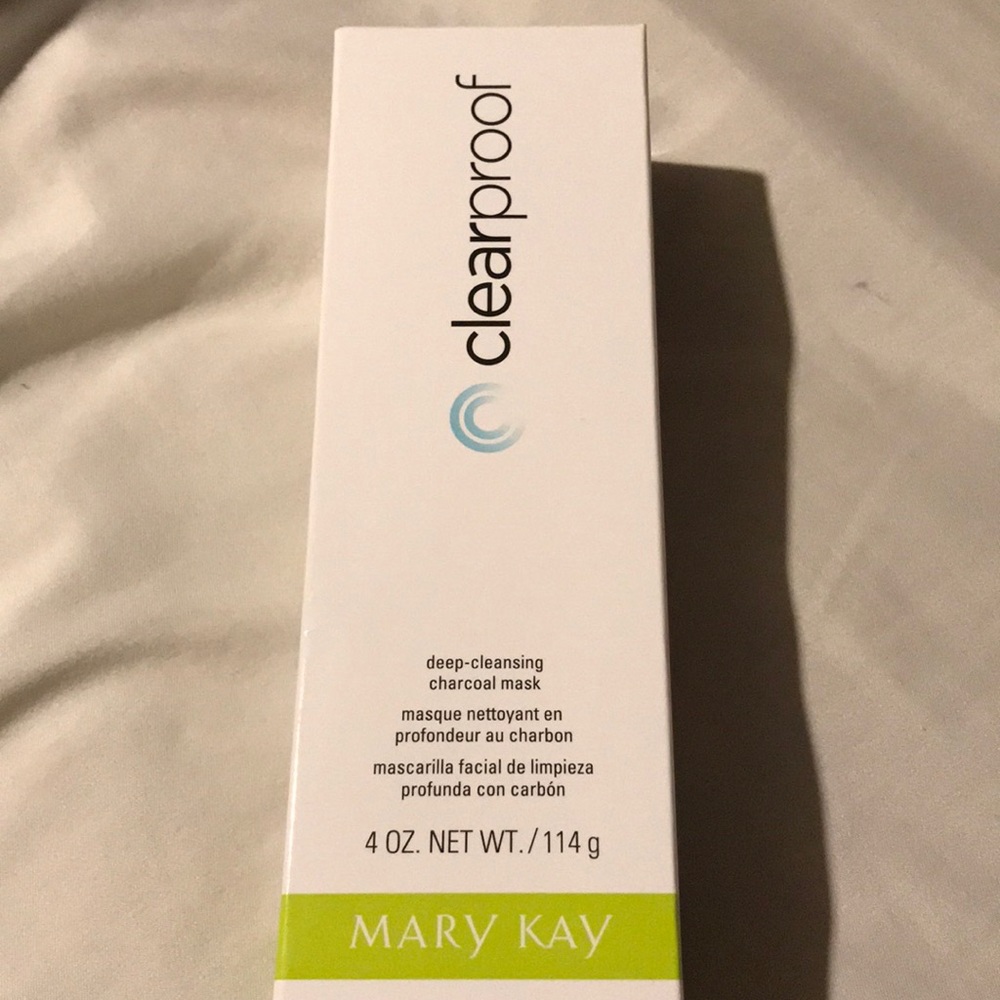 clearproof
deep-cleansing
charcoal mask
masque nettoyant en
profondeur au charbon
mascarilla facial de limpieza
profunda con carbón
4 OZ. NET WT. / 114 g
MARY KAY